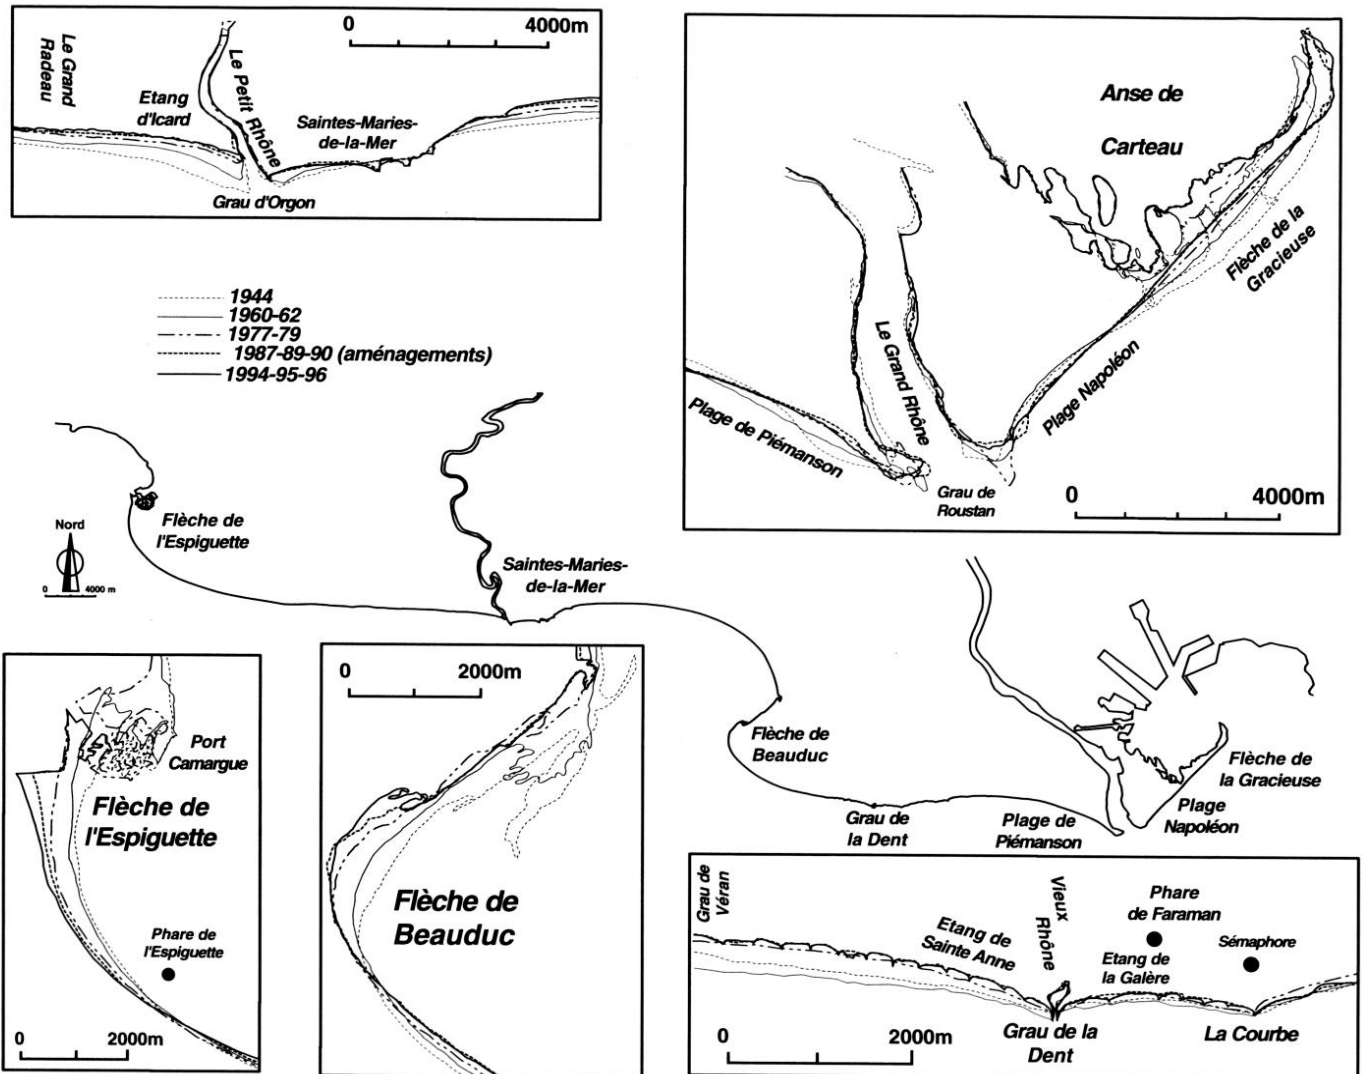 0 4000m
Le Grand
Radeau
Le Petit Rhône
Etang
d'Icard
Saintes-Maries-
de-la-Mer
Grau d'Orgon
Anse de
Carteau
Flèche de la
Gracieuse
Le Grand Rhône
Plage Napoléon
Plage de Piémanson
Grau de
Roustan
0 4000m
1944
1960-62
1977-79
1987-89-90 (aménagements)
1994-95-96
Nord
0 4000 m
Flèche de
l'Espiguette
Saintes-Maries-
de-la-Mer
Flèche de
Beauduc
Grau de
la Dent
Plage de
Piémanson
Flèche de
la Gracieuse
Plage
Napoléon
Port
Camargue
Flèche de
l'Espiguette
Phare de
l'Espiguette
0 2000m
0 2000m
Flèche de
Beauduc
Grau de
Véran
Etang de
Sainte Anne
Vieux
Rhône
Phare
de Faraman
Etang de
la Galère
Sémaphore
0 2000m
Grau de la
Dent
La Courbe